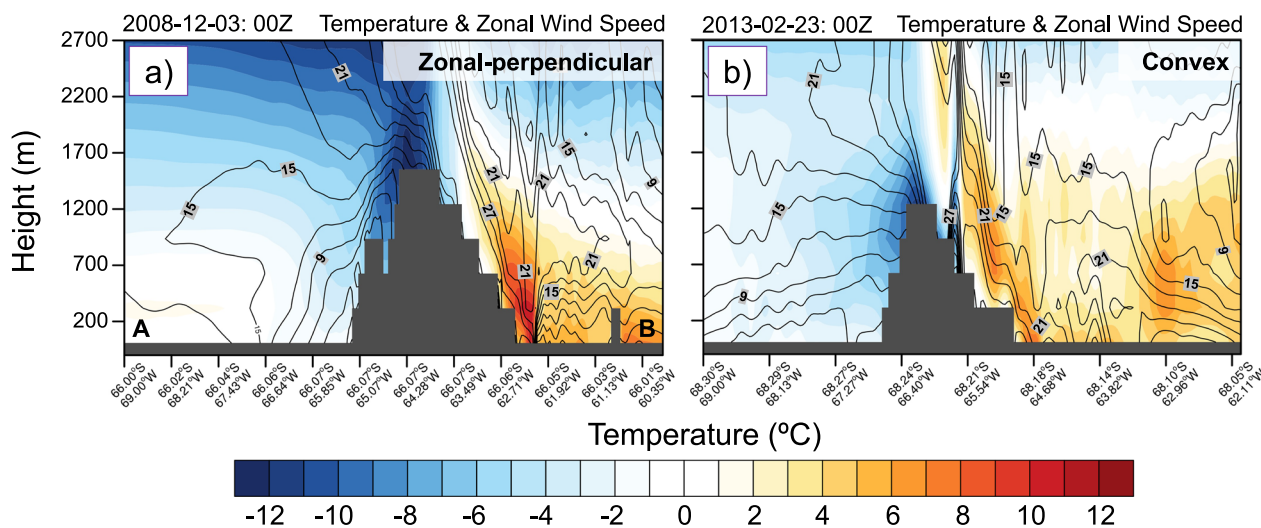 2008-12-03: 00Z Temperature & Zonal Wind Speed 2013-02-23: 00Z Temperature & Zonal Wind Speed
a) Zonal-perpendicular b) Convex
Height (m)
2700
2200
1700
1200
700
200
21 15 9 15 21 27 21 21 15 21 15 9 21
A B
21 15 9 27 21 15 15 15 15 21 21 15 9
66.00°S 66.02°S 66.04°S 66.06°S 66.07°S 66.07°S 66.07°S 66.07°S 66.08°S 66.05°S 66.03°S 66.01°S
69.00°W 68.21°W 67.43°W 66.64°W 65.85°W 65.07°W 64.28°W 63.49°W 62.71°W 61.92°W 61.13°W 60.35°W
68.30°S 68.29°S 68.27°S 68.24°S 68.21°S 68.18°S 68.14°S 68.10°S 68.05°S
69.00°W 68.13°W 67.27°W 66.40°W 65.54°W 64.68°W 63.82°W 62.96°W 62.11°W
Temperature (ºC)
-12 -10 -8 -6 -4 -2 0 2 4 6 8 10 12